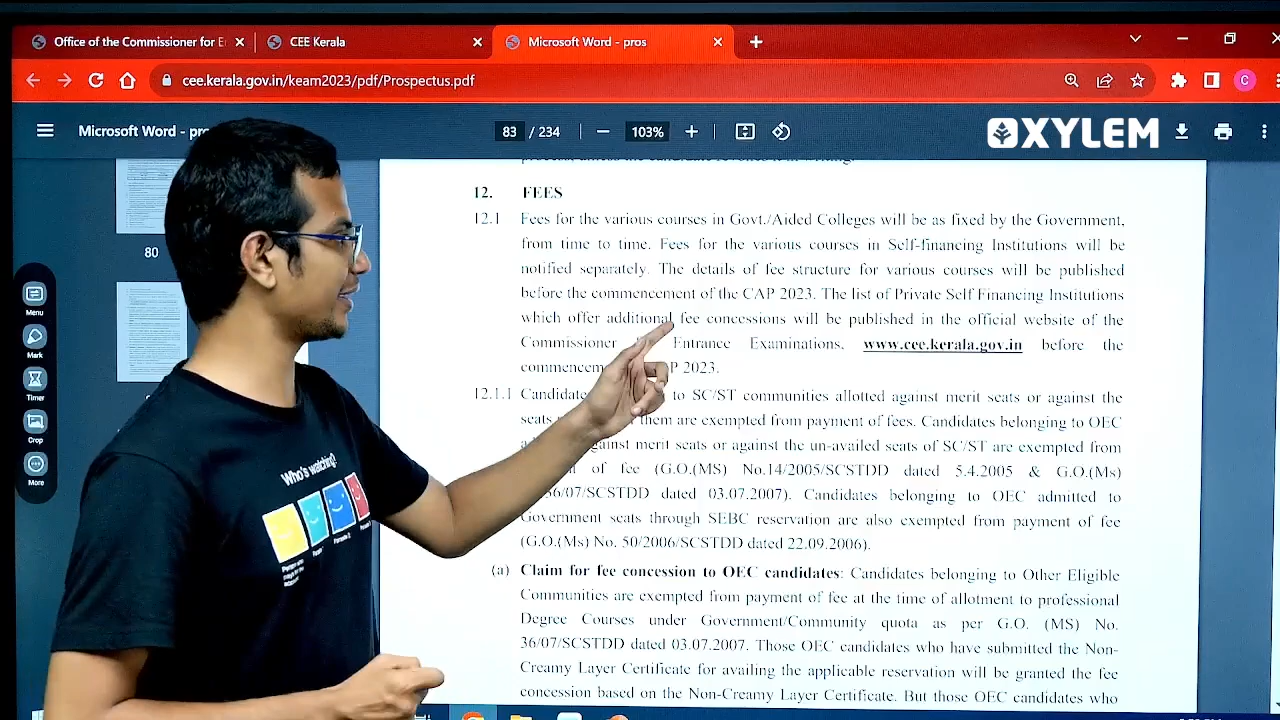 Office of the Commissioner for E
CEE Kerala
Microsoft Word - pros
cee.kerala.gov.in/keam2023/pdf/Prospectus.pdf
C
Microsoft Word - pro
83 / 234
103%
XYLEM
80
Menu
Mark
Timer
Crop
More
12. FEES
12.1 Fees for the various courses in Govt./Aided Colleges will be as fixed by the Government,
from time to time. Fees for the various courses in Self-financing Institutions will be
notified separately. The details of fee structure for various courses will be published
before commencement of the CAP 2023. The of Private Self Financing Institutions
which additional fee concessions published in the official website of the
Commissioner Entrance Examinations www.cee.kerala.gov.in before the
P 2023.
12.1.1 Candidate to SC/ST communities allotted against merit seats or against the
seats them are exempted from payment of fees. Candidates belonging to OEC
against merit seats or against the un-availed seats of SC/ST are exempted from
of fee (G.O.(MS) No.14/2005/SCSTDD dated 5.4.2005 & G.O.(Ms)
36/07/SCSTDD dated 03.07.2007). Candidates belonging to OEC admitted to
Government seats through SEBC reservation are also exempted from payment of fee
(G.O.(Ms) No. 50/2006/SCSTDD dated 22.09.2006).
(a) Claim for fee concession to OEC candidates: Candidates belonging to Other Eligible
Communities are exempted from payment of fee at the time of allotment to professional
Degree Courses under Government/Community quota as per G.O. (MS) No.
36/07/SCSTDD dated 03.07.2007. Those OEC candidates who have submitted the Non-
Creamy Layer Certificate for availing the applicable reservation will be granted the fee
concession based on the Non-Creamy Layer Certificate. But those OEC candidates who
Who's watching?